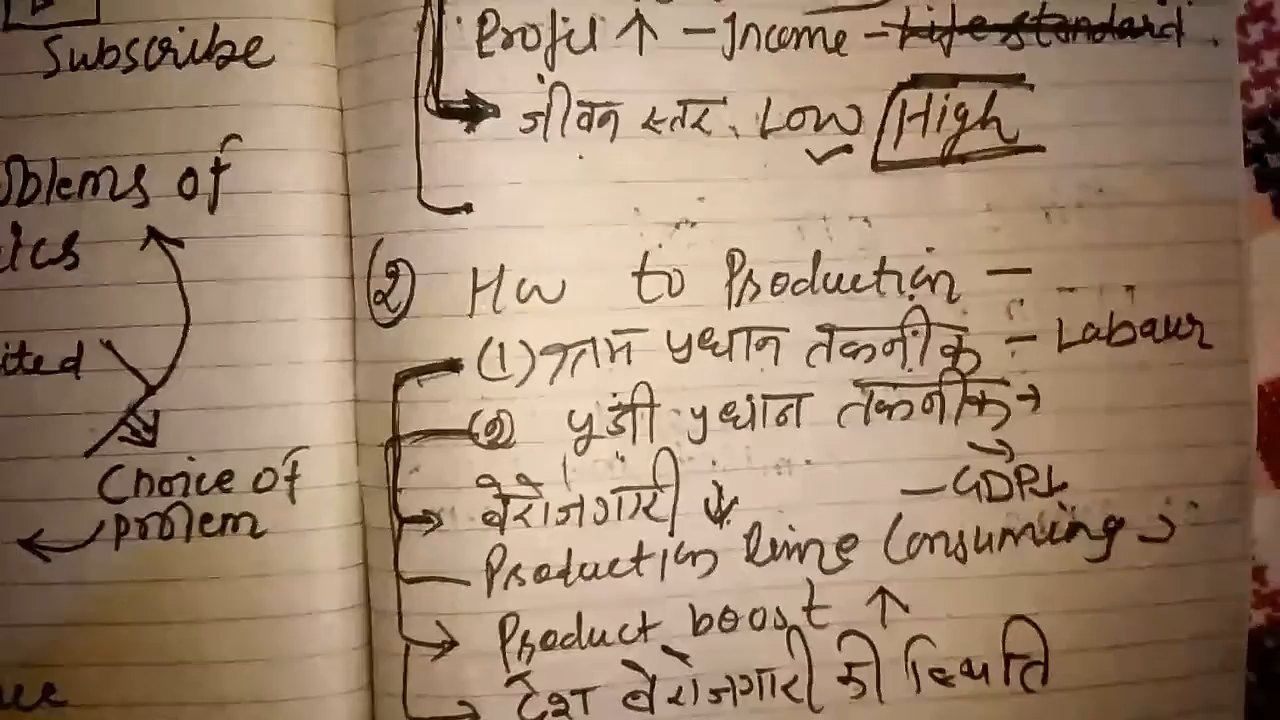 Subscribe
oblems of
ics
ited
Choice of
problem
Profit ↑ - Income - Life standard.
जीवन स्तर. Low High
(2) How to Production -
(1) श्रम प्रधान तकनीक - Labour
(2) पूंजी प्रधान तकनीक →
बेरोजगारी ↓ - GDP↓
Production time Consuming
Product boost ↑
देश बेरोजगारी की स्थिति